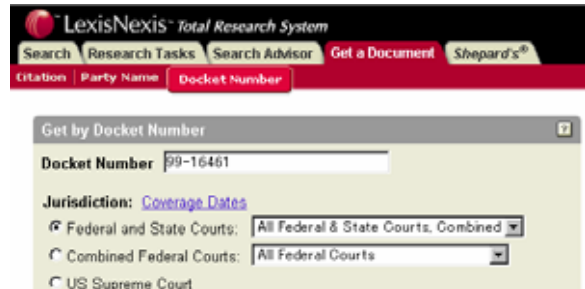 LexisNexis™ Total Research System
Search Research Tasks Search Advisor Get a Document Shepard's®
Citation | Party Name | Docket Number
Get by Docket Number ?
Docket Number 99-16461
Jurisdiction: Coverage Dates
Federal and State Courts: All Federal & State Courts, Combined
Combined Federal Courts: All Federal Courts
US Supreme Court